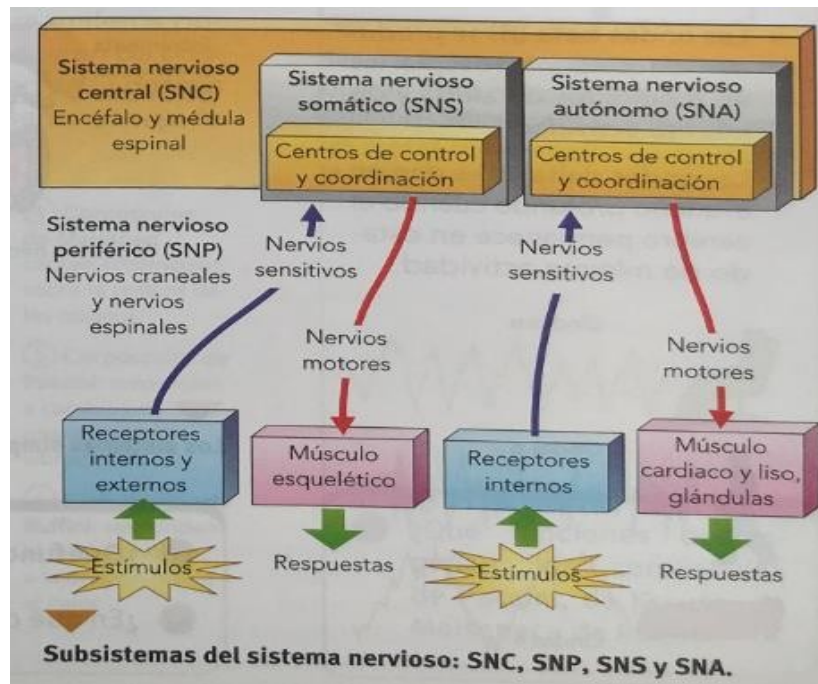 Sistema nervioso
central (SNC)
Encéfalo y médula
espinal
Sistema nervioso
somático (SNS)
Centros de control
y coordinación
Sistema nervioso
autónomo (SNA)
Centros de control
y coordinación
Sistema nervioso
periférico (SNP)
Nervios craneales
y nervios
espinales
Nervios
sensitivos
Nervios
motores
Nervios
sensitivos
Nervios
motores
Receptores
internos y
externos
Músculo
esquelético
Receptores
internos
Músculo
cardiaco y liso,
glándulas
Estímulos
Respuestas
Estímulos
Respuestas
Subsistemas del sistema nervioso: SNC, SNP, SNS y SNA.